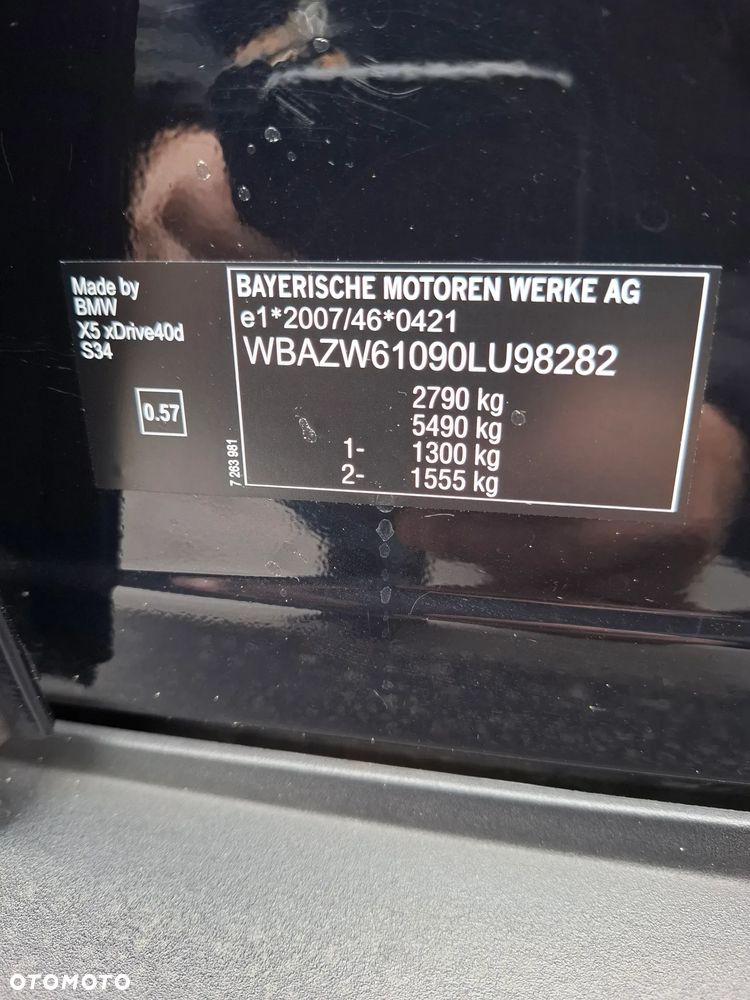 Made by
BMW
X5 xDrive40d
S34
0.57
7 263 981
BAYERISCHE MOTOREN WERKE AG
e1*2007/46*0421
WBAZW61090LU98282
2790 kg
5490 kg
1- 1300 kg
2- 1555 kg
OTOMOTO